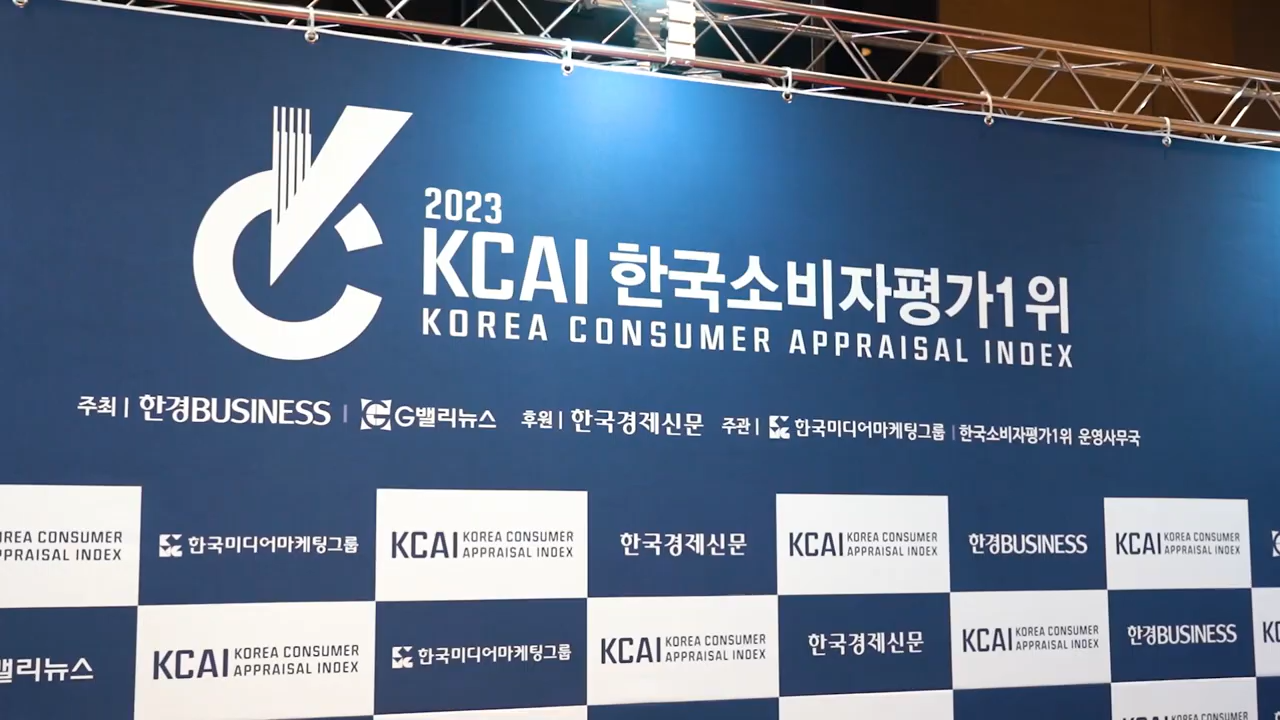 2023
KCAI 한국소비자평가1위
KOREA CONSUMER APPRAISAL INDEX
주최 | 한경BUSINESS | G밸리뉴스 후원 | 한국경제신문 주관 | 한국미디어마케팅그룹 | 한국소비자평가1위 운영사무국
KOREA CONSUMER
APPRAISAL INDEX
한국미디어마케팅그룹
KCAI KOREA CONSUMER
APPRAISAL INDEX
한국경제신문
KCAI KOREA CONSUMER
APPRAISAL INDEX
한경BUSINESS
KCAI KOREA CONSUMER
APPRAISAL INDEX
밸리뉴스
KCAI KOREA CONSUMER
APPRAISAL INDEX
한국미디어마케팅그룹
KCAI KOREA CONSUMER
APPRAISAL INDEX
한국경제신문
KCAI KOREA CONSUMER
APPRAISAL INDEX
한경BUSINESS